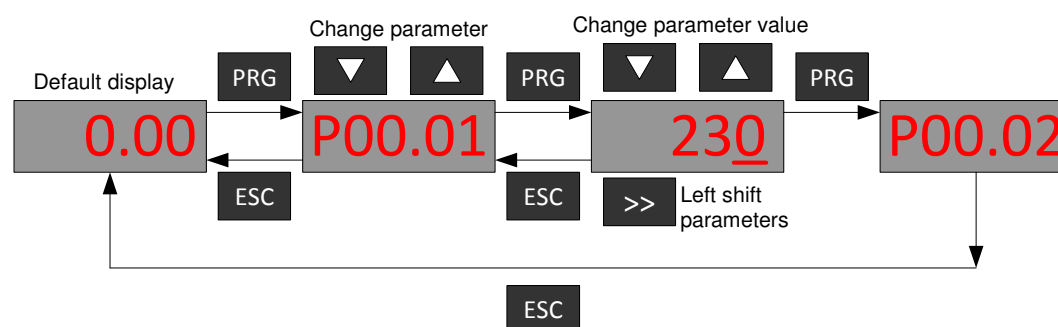 Change parameter
Change parameter value
Default display
PRG
PRG
PRG
0.00
P00.01
230
P00.02
ESC
ESC
>>
Left shift
parameters
ESC